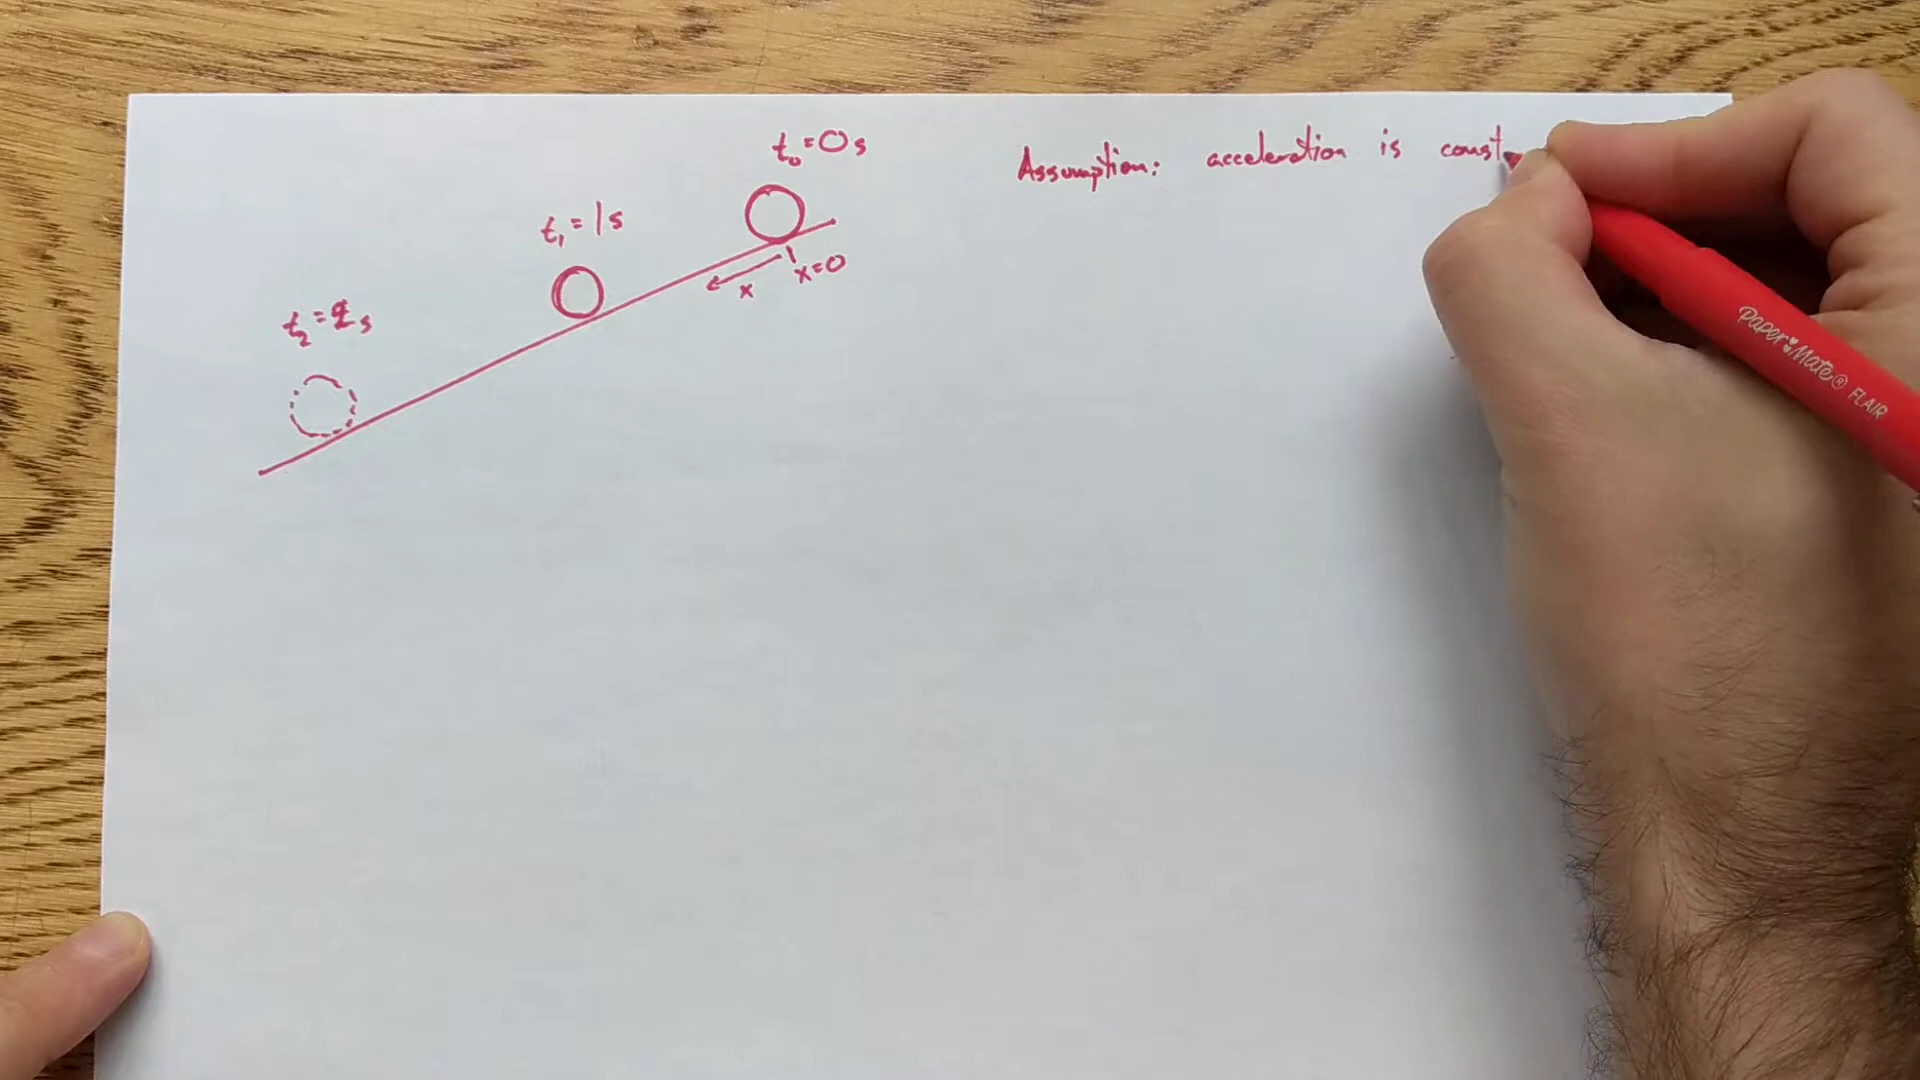 t₀=0s
Assumption: acceleration is const
t₁=1s
x=0
x
t₂=2s
Paper Mate® FLAIR